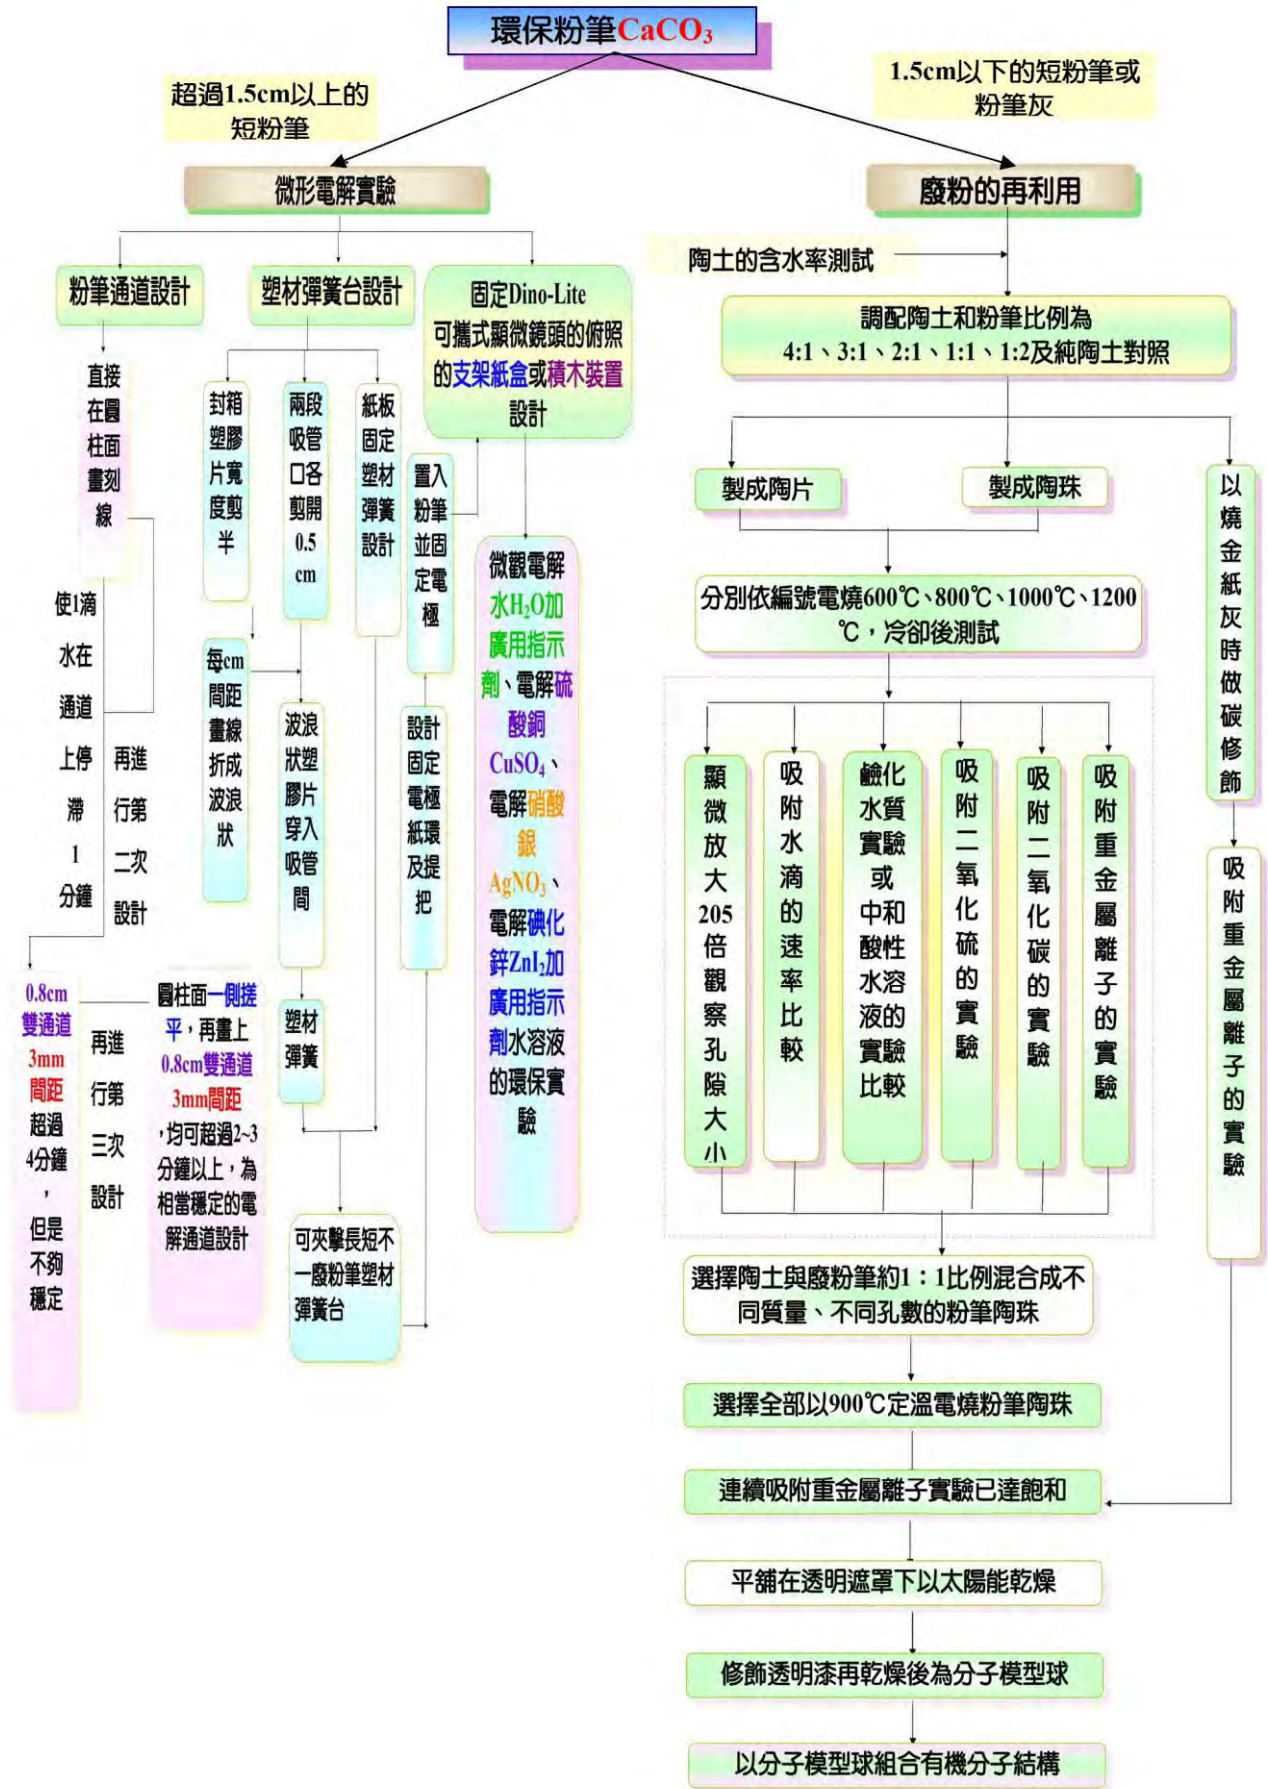 環保粉筆CaCO3
超過1.5cm以上的
短粉筆
1.5cm以下的短粉筆或
粉筆灰
微形電解實驗
粉筆通道設計
直接
在圓
柱面
畫刻
線
使1滴
水在
通道
上停
滯
1
分鐘
再進
行第
二次
設計
0.8cm
雙通道
3mm
間距
超過
4分鐘
，
但是
不夠
穩定
再進
行第
三次
設計
圓柱面一側搓
平，再畫上
0.8cm雙通道
3mm間距
，均可超過2~3
分鐘以上，為
相當穩定的電
解通道設計
塑材彈簧台設計
封箱
塑膠
片寬
度剪
半
每cm
間距
畫線
折成
波浪
狀
兩段
吸管
口各
剪開
0.5
cm
波浪
狀塑
膠片
穿入
吸管
間
塑材
彈簧
紙板
固定
塑材
彈簧
設計
可夾擊長短不
一廢粉筆塑材
彈簧台
設計
固定
電極
紙環
及提
把
置入
粉筆
並固
定電
極
固定Dino-Lite
可攜式顯微鏡頭的俯照
的支架紙盒或積木裝置
設計
微觀電解
水H2O加
廣用指示
劑、電解硫
酸銅
CuSO4、
電解硝酸
銀
AgNO3、
電解碘化
鋅ZnI2加
廣用指示
劑水溶液
的環保實
驗
廢粉的再利用
陶土的含水率測試
調配陶土和粉筆比例為
4:1、3:1、2:1、1:1、1:2及純陶土對照
製成陶片
製成陶珠
分別依編號電燒600℃、800℃、1000℃、1200
℃，冷卻後測試
顯微放大205倍觀察孔隙大小
吸附水滴的速率比較
鹼化
水質
實驗
或
中和
酸性
水溶
液的
實驗
比較
吸附二氧化硫的實驗
吸附二氧化碳的實驗
吸附重金屬離子的實驗
以燒金紙灰時做碳修飾
吸附重金屬離子的實驗
選擇陶土與廢粉筆約1：1比例混合成不
同質量、不同孔數的粉筆陶珠
選擇全部以900℃定溫電燒粉筆陶珠
連續吸附重金屬離子實驗已達飽和
平舖在透明遮罩下以太陽能乾燥
修飾透明漆再乾燥後為分子模型球
以分子模型球組合有機分子結構